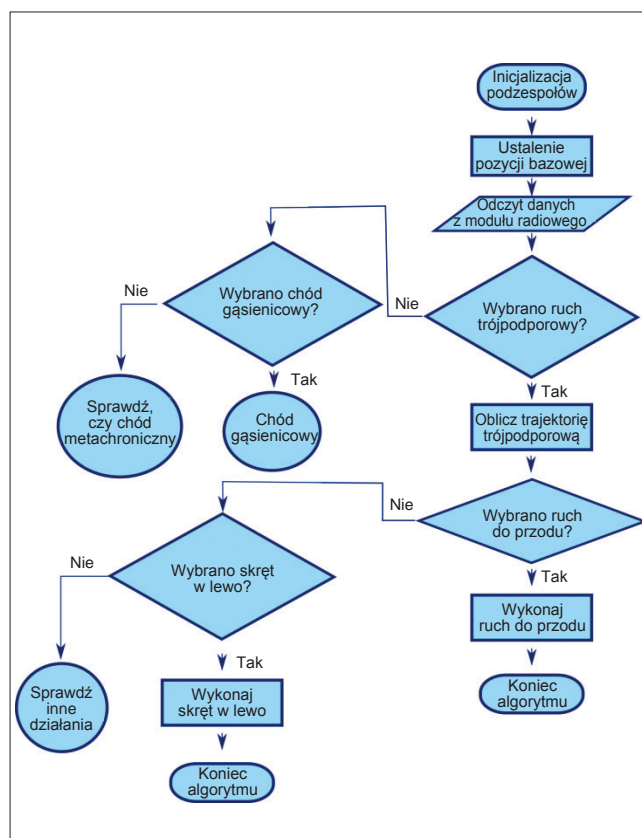 Inicjalizacja
podzespołów
Ustalenie
pozycji bazowej
Odczyt danych
z modułu radiowego
Wybrano ruch
trójpodporowy?
Nie
Wybrano chód
gąsienicowy?
Nie
Sprawdź,
czy chód
metachroniczny
Tak
Chód
gąsienicowy
Tak
Oblicz trajektorię
trójpodporową
Wybrano ruch
do przodu?
Nie
Wybrano skręt
w lewo?
Nie
Sprawdź
inne
działania
Tak
Wykonaj
skręt w lewo
Koniec
algorytmu
Tak
Wykonaj
ruch do przodu
Koniec
algorytmu